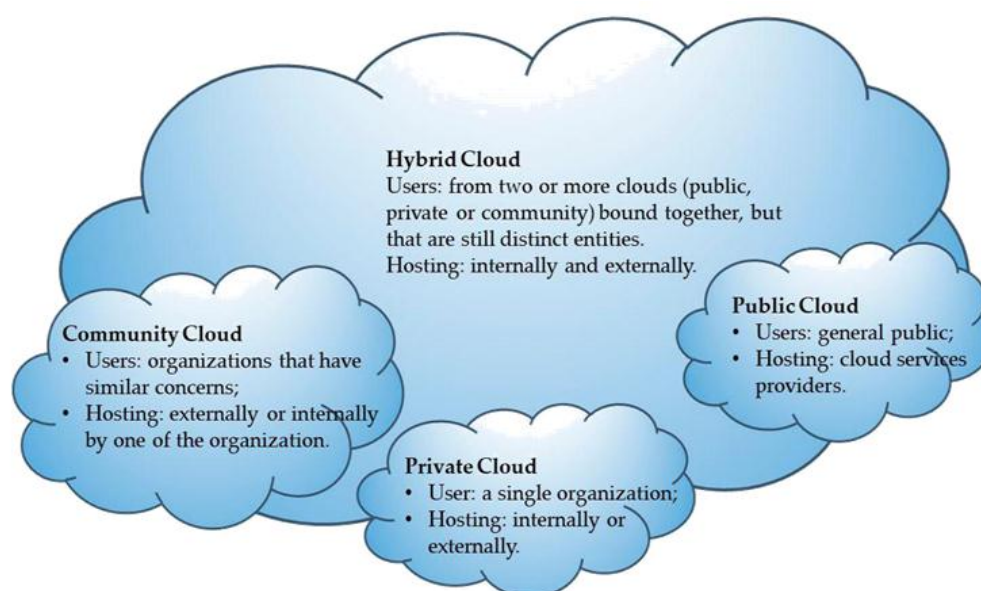 Hybrid Cloud
Users: from two or more clouds (public,
private or community) bound together, but
that are still distinct entities.
Hosting: internally and externally.
Community Cloud
• Users: organizations that have
similar concerns;
• Hosting: externally or internally
by one of the organization.
Public Cloud
• Users: general public;
• Hosting: cloud services
providers.
Private Cloud
• User: a single organization;
• Hosting: internally or
externally.